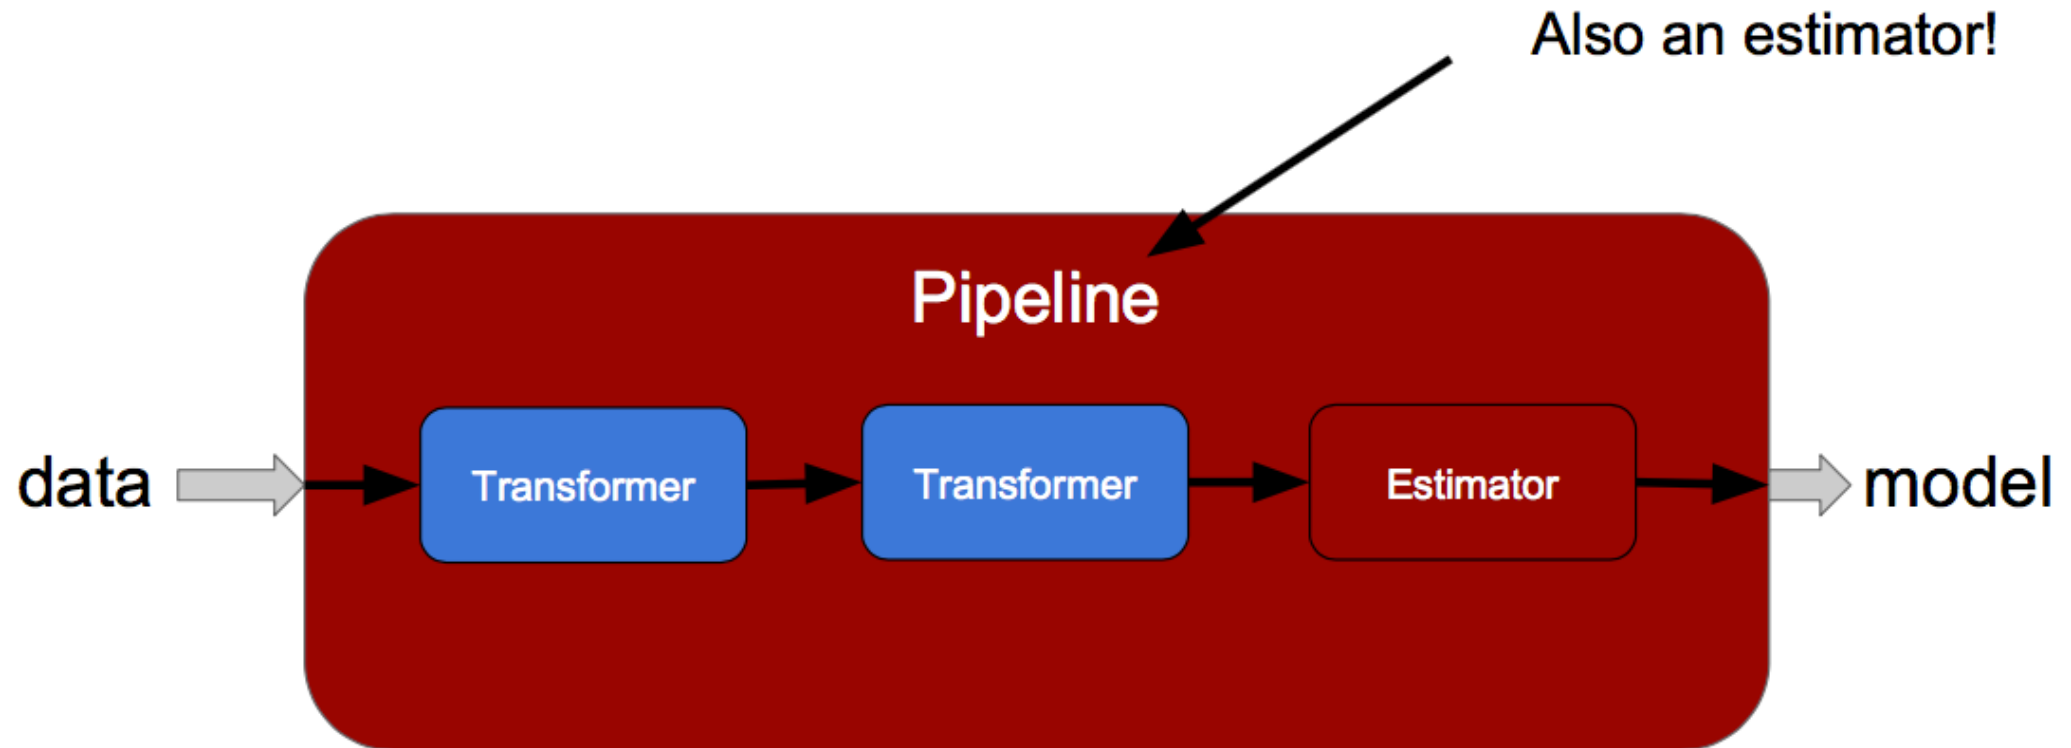 Also an estimator!
Pipeline
data
Transformer
Transformer
Estimator
model